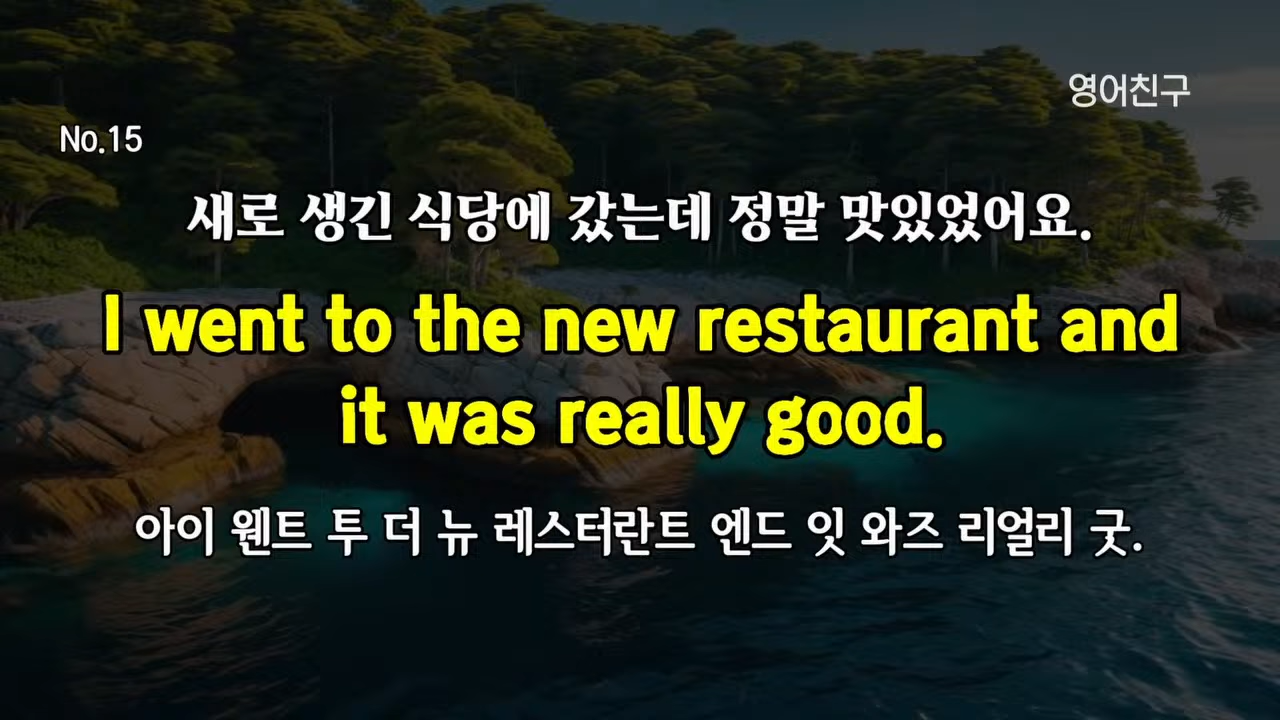 영어친구
No.15
새로 생긴 식당에 갔는데 정말 맛있었어요.
I went to the new restaurant and
it was really good.
아이 웬트 투 더 뉴 레스터란트 엔드 잇 와즈 리얼리 굿.